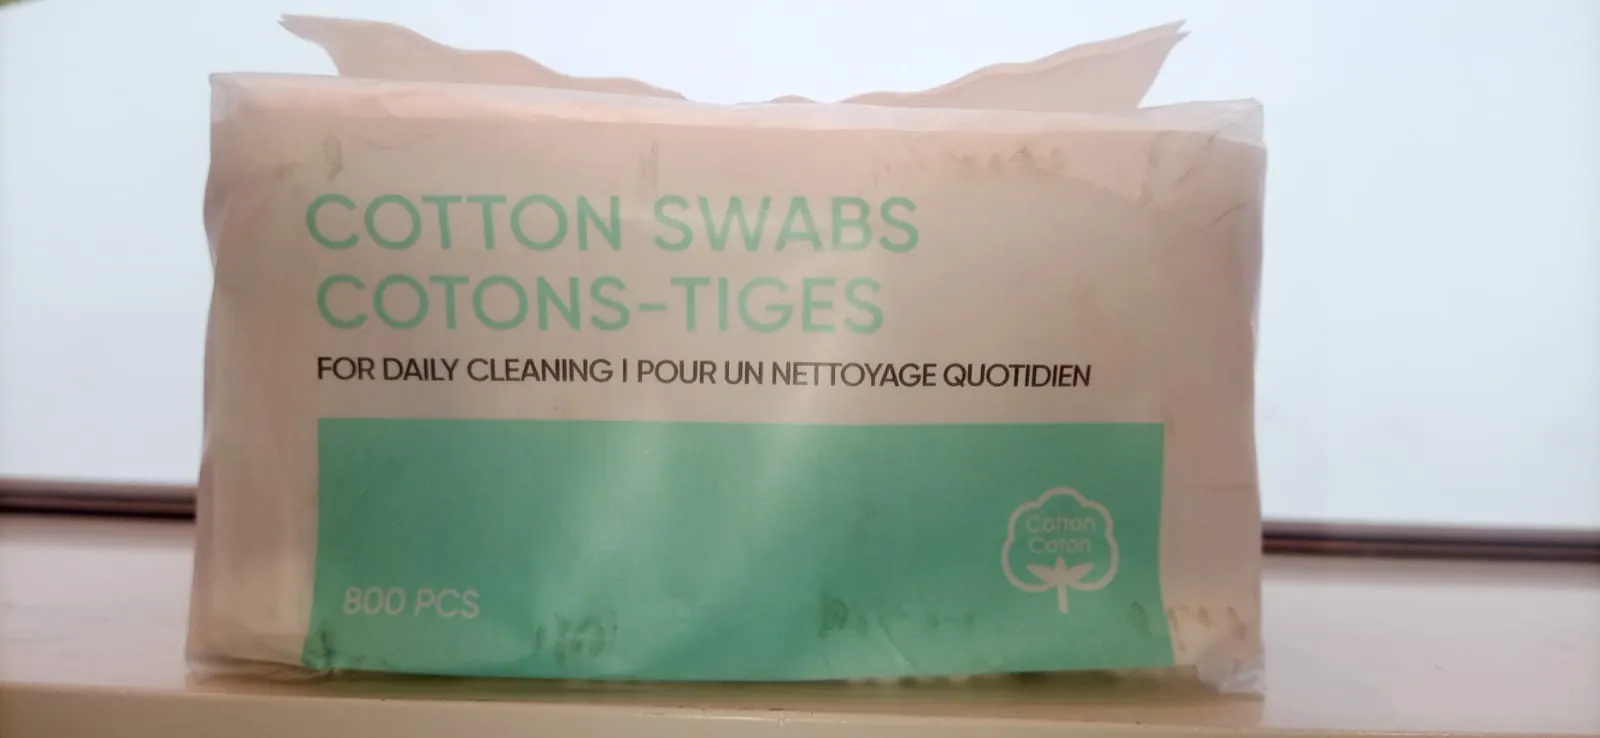 COTTON SWABS
COTONS-TIGES
FOR DAILY CLEANING | POUR UN NETTOYAGE QUOTIDIEN
Cotton
Coton
800 PCS